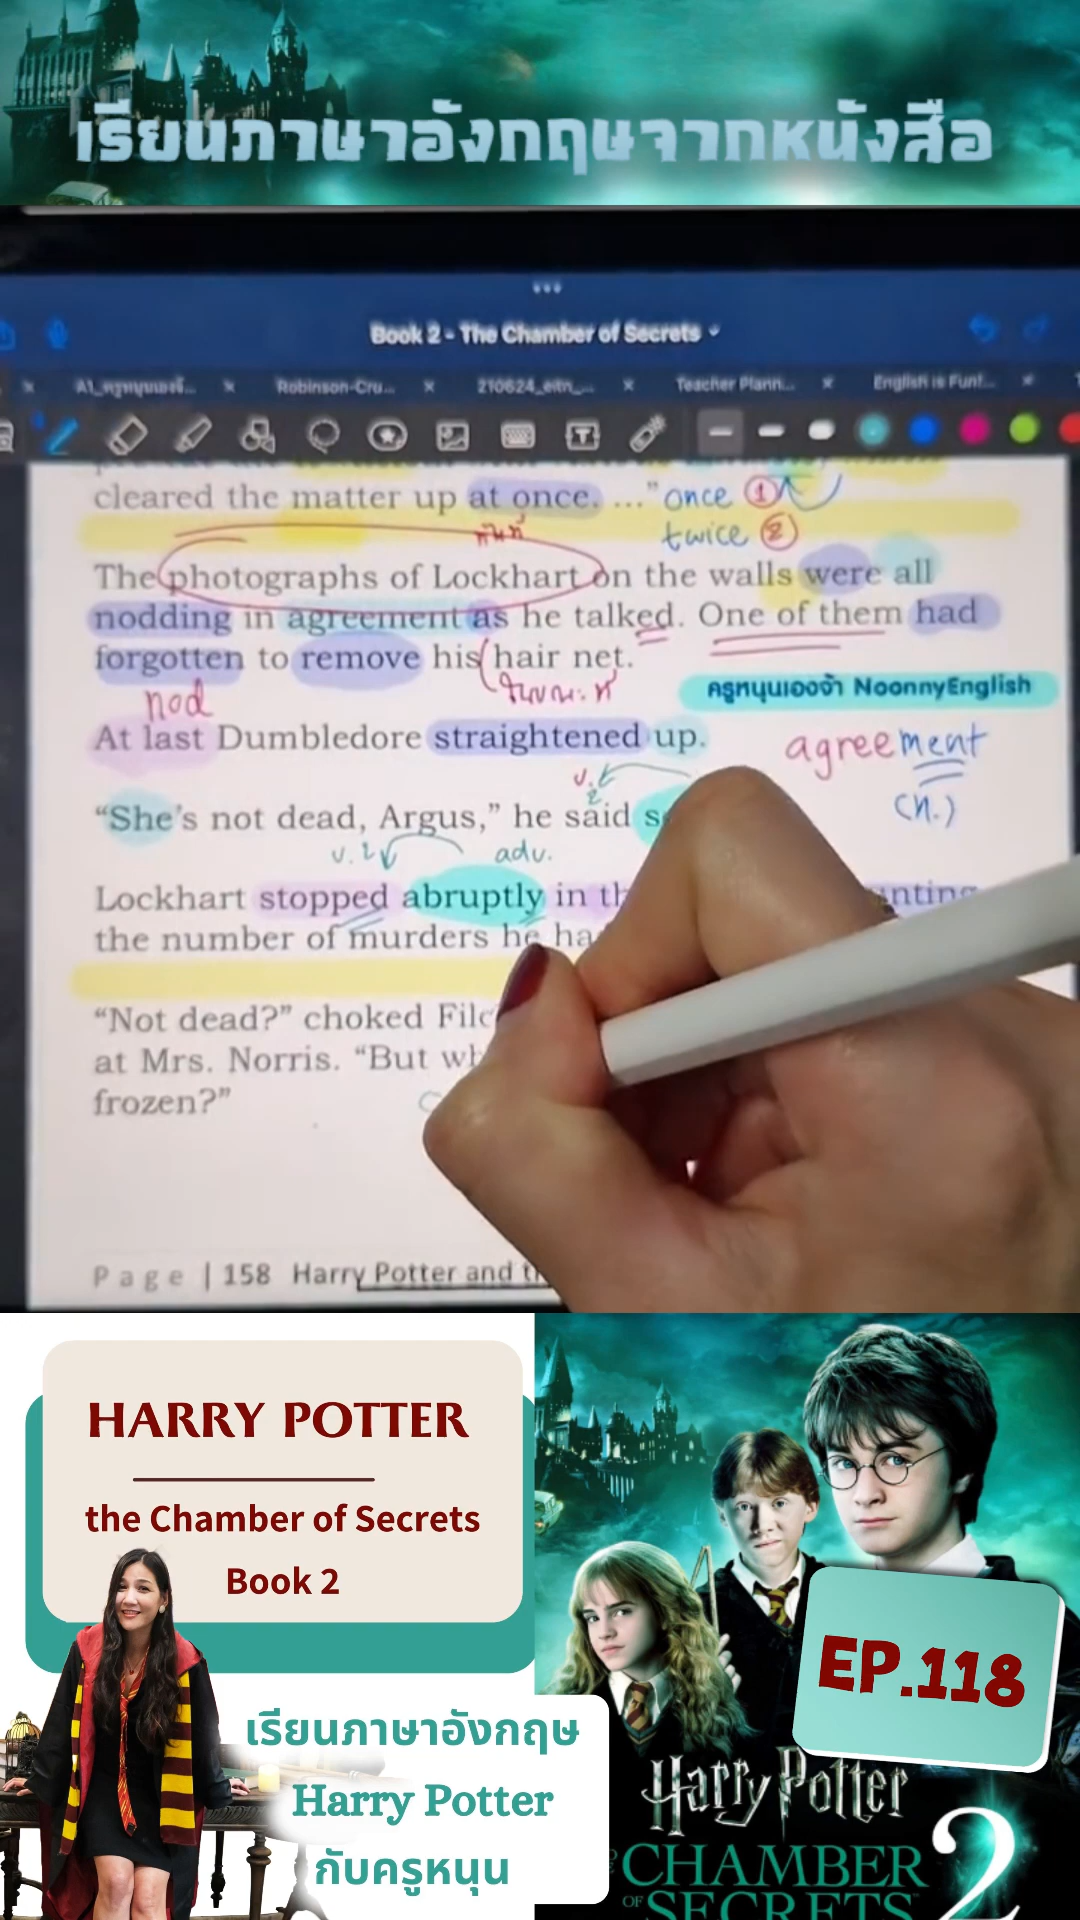 เรียนภาษาอังกฤษจากหนังสือ
Book 2 - The Chamber of Secrets
Robinson-Cru...
210624_eitn_...
Teacher Plann...
English is Fun!...
cleared the matter up at once. ..." once ①
ทันที
twice ②
The photographs of Lockhart on the walls were all
nodding in agreement as he talked. One of them had
forgotten to remove his hair net.
nod
ครูหนุนเองจ้า NoonnyEnglish
At last Dumbledore straightened up.
agreement
(n.)
v.2
“She’s not dead, Argus,” he said
v.2
adv.
Lockhart stopped abruptly in
the number of murders he
“Not dead?” choked
at Mrs. Norris. “But
frozen?”
Page | 158 Harry Potter and
HARRY POTTER
the Chamber of Secrets
Book 2
EP.118
เรียนภาษาอังกฤษ
Harry Potter
กับครูหนุน
Harry Potter
CHAMBER
OF SECRETS
2